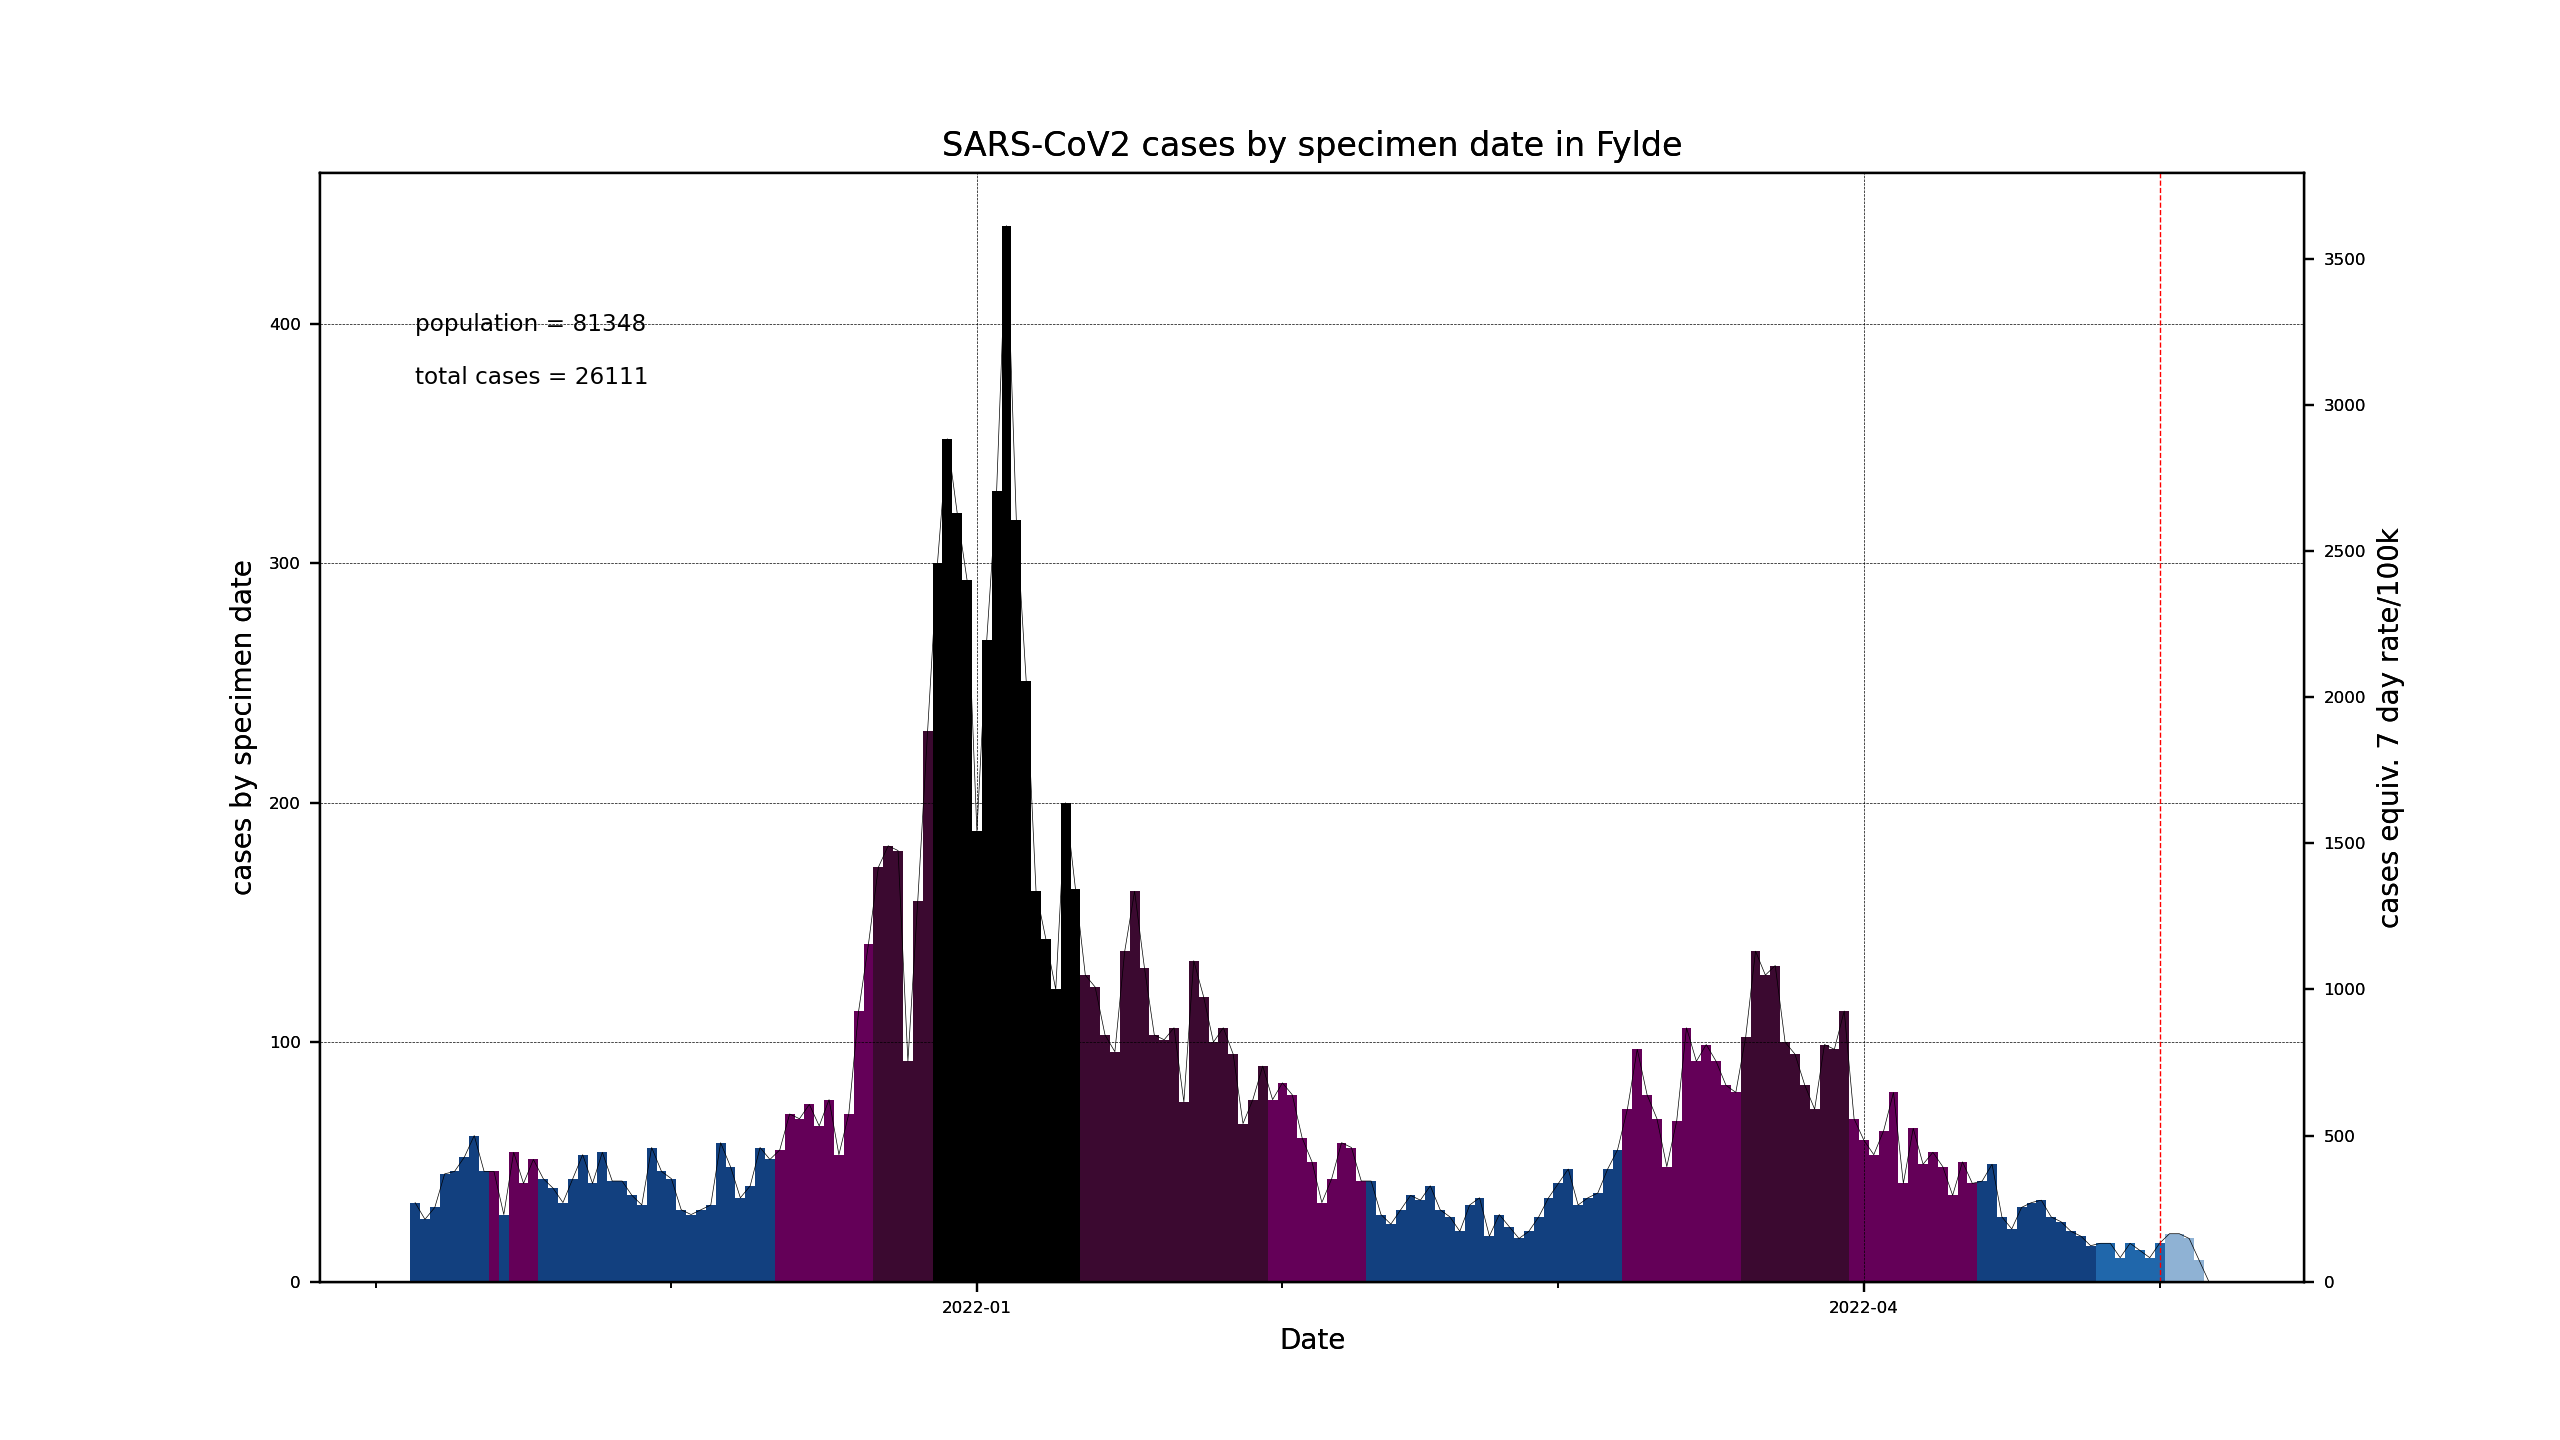 SARS-CoV2 cases by specimen date in Fylde
population = 81348
total cases = 26111
cases by specimen date
400
300
200
100
0
3500
3000
2500
2000
1500
1000
500
0
cases equiv. 7 day rate/100k
2022-01
2022-04
Date